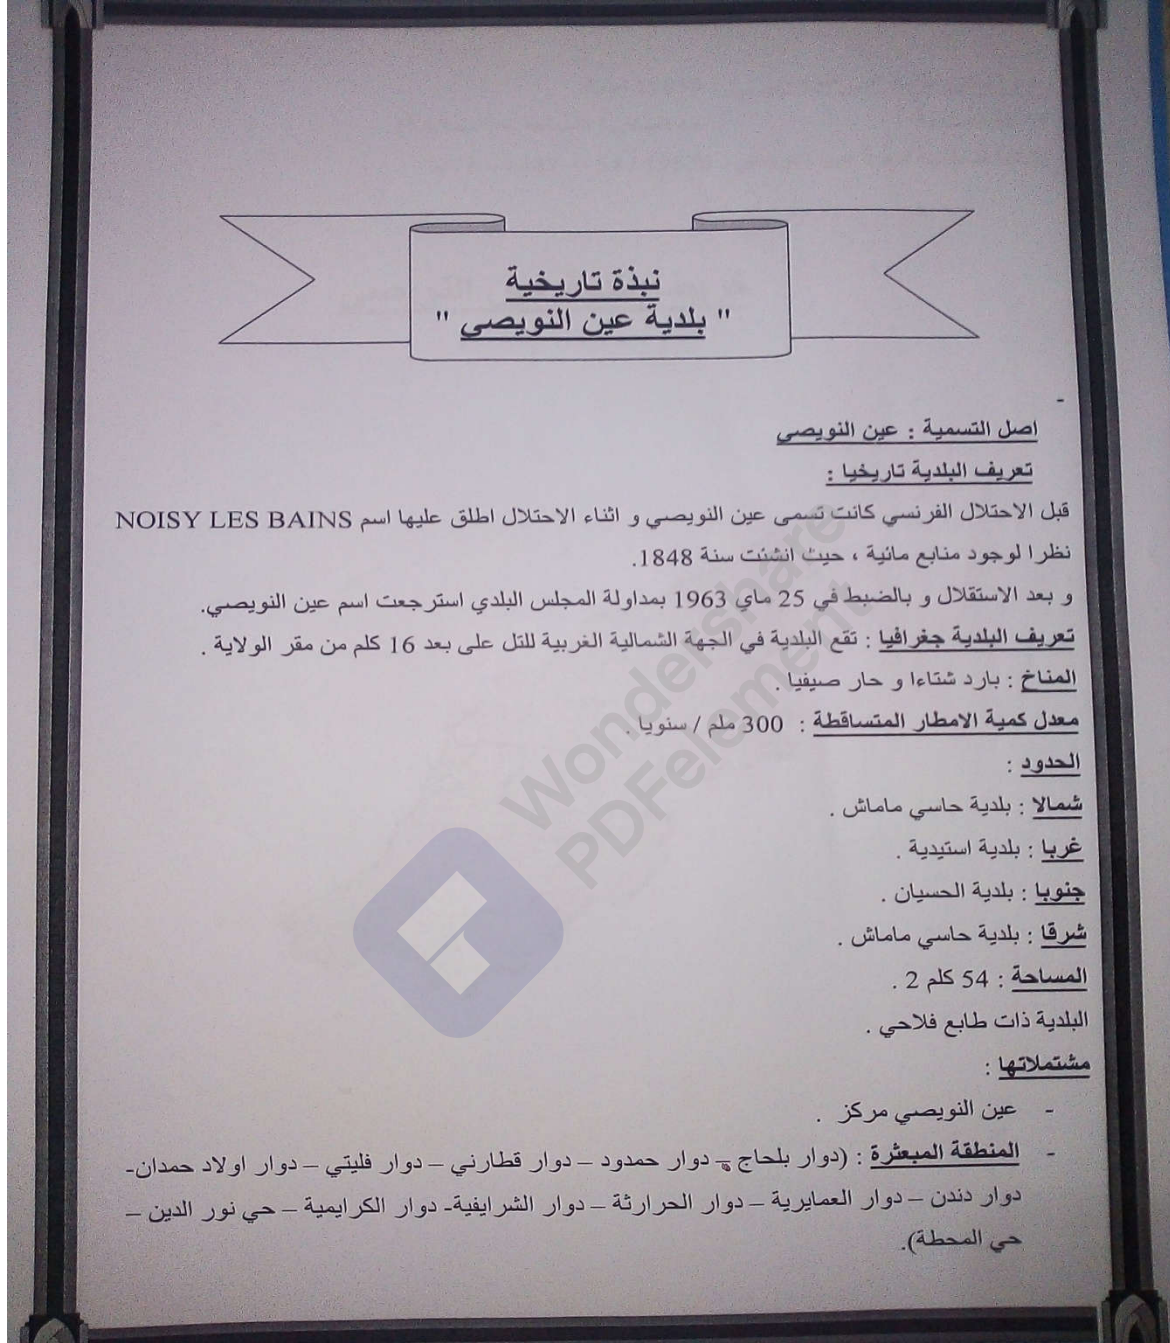 نبذة تاريخية
" بلدية عين النويصي "
-
اصل التسمية : عين النويصي
تعريف البلدية تاريخيا :
قبل الاحتلال الفرنسي كانت تسمى عين النويصي و اثناء الاحتلال اطلق عليها اسم NOISY LES BAINS
نظرا لوجود منابع مائية ، حيث انشئت سنة 1848.
و بعد الاستقلال و بالضبط في 25 ماي 1963 بمداولة المجلس البلدي استرجعت اسم عين النويصي.
تعريف البلدية جغرافيا : تقع البلدية في الجهة الشمالية الغربية للتل على بعد 16 كلم من مقر الولاية .
المناخ : بارد شتاءا و حار صيفيا .
معدل كمية الامطار المتساقطة : 300 ملم / سنويا .
الحدود :
شمالا : بلدية حاسي ماماش .
غربا : بلدية استيدية .
جنوبا : بلدية الحسيان .
شرقا : بلدية حاسي ماماش .
المساحة : 54 كلم 2 .
البلدية ذات طابع فلاحي .
مشتملاتها :
- عين النويصي مركز .
- المنطقة المبعثرة : (دوار بلحاج – دوار حمدود – دوار قطارني – دوار فليتي – دوار اولاد حمدان-
دوار دندن – دوار العمايرية – دوار الحرارثة – دوار الشرايفية- دوار الكرايمية – حي نور الدين –
حي المحطة).
Wondershare
PDFelement